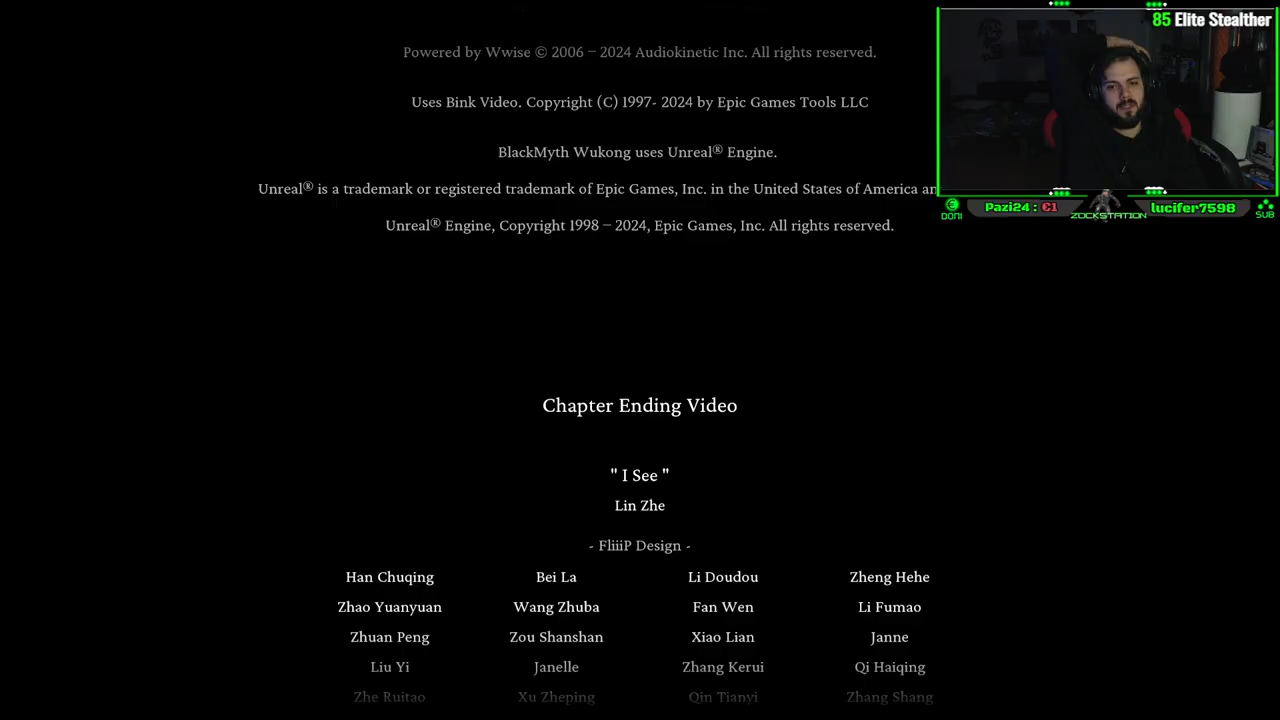 Powered by Wwise © 2006 – 2024 Audiokinetic Inc. All rights reserved.
85 Elite Stealther
Uses Bink Video. Copyright (C) 1997- 2024 by Epic Games Tools LLC
BlackMyth Wukong uses Unreal® Engine.
Unreal® is a trademark or registered trademark of Epic Games, Inc. in the United States of America an
DONI
Pazi24 : €1
ZOCKSTATION
lucifer7598
SUB
Unreal® Engine, Copyright 1998 – 2024, Epic Games, Inc. All rights reserved.
Chapter Ending Video
" I See "
Lin Zhe
- FliiiP Design -
Han Chuqing Bei La Li Doudou Zheng Hehe
Zhao Yuanyuan Wang Zhuba Fan Wen Li Fumao
Zhuan Peng Zou Shanshan Xiao Lian Janne
Liu Yi Janelle Zhang Kerui Qi Haiqing
Zhe Ruitao Xu Zheping Qin Tianyi Zhang Shang